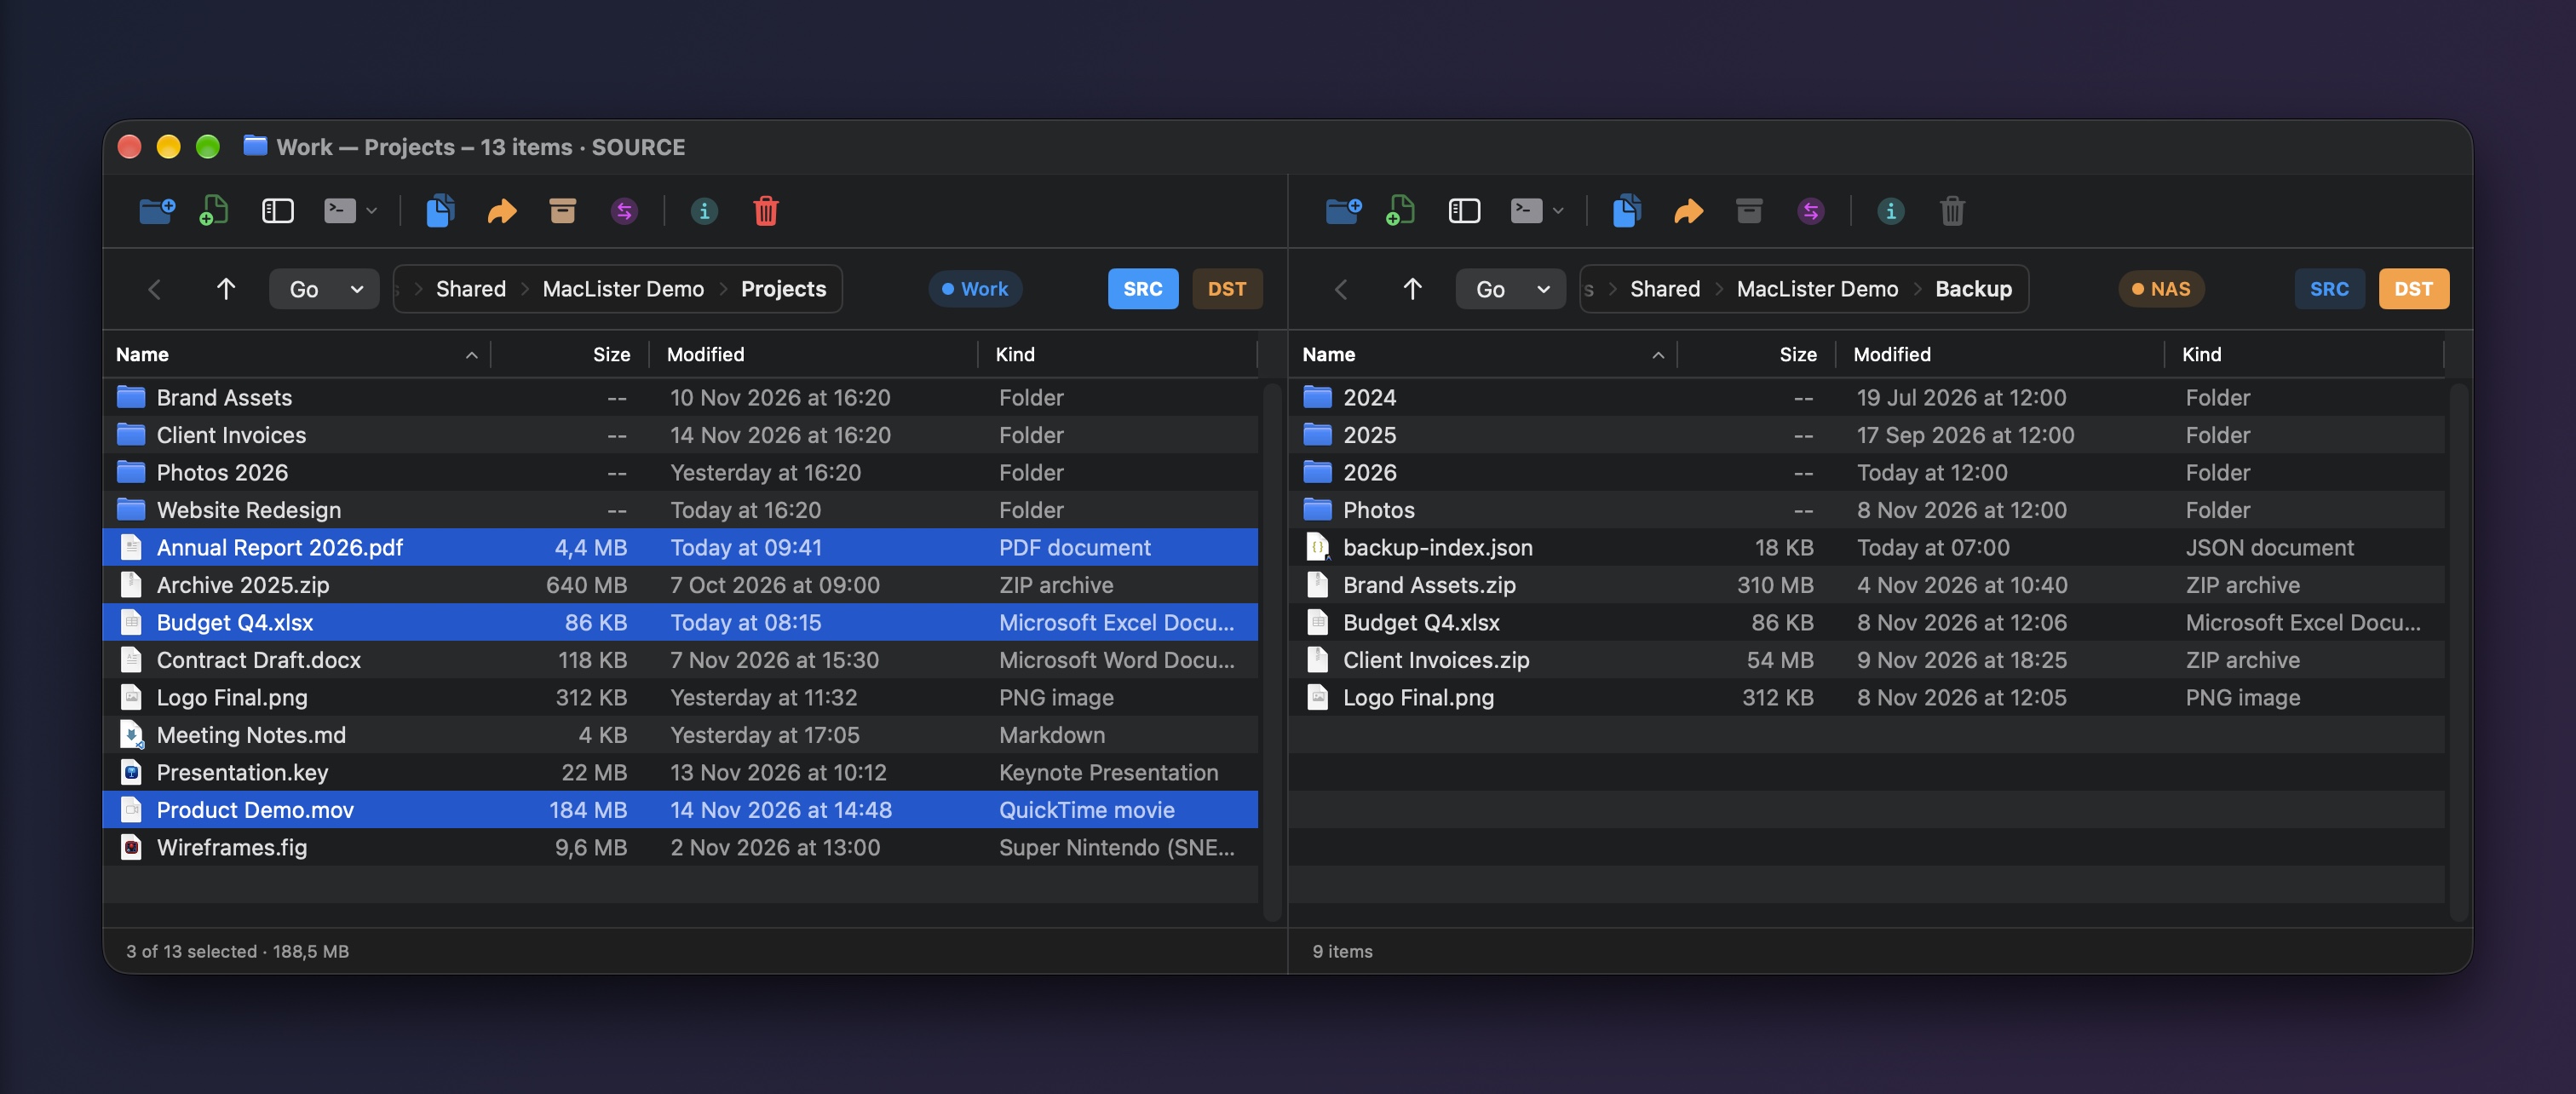 Work — Projects – 13 items · SOURCE
Go Shared MacLister Demo Projects Work SRC DST
Name Size Modified Kind
Brand Assets -- 10 Nov 2026 at 16:20 Folder
Client Invoices -- 14 Nov 2026 at 16:20 Folder
Photos 2026 -- Yesterday at 16:20 Folder
Website Redesign -- Today at 16:20 Folder
Annual Report 2026.pdf 4,4 MB Today at 09:41 PDF document
Archive 2025.zip 640 MB 7 Oct 2026 at 09:00 ZIP archive
Budget Q4.xlsx 86 KB Today at 08:15 Microsoft Excel Docu...
Contract Draft.docx 118 KB 7 Nov 2026 at 15:30 Microsoft Word Docu...
Logo Final.png 312 KB Yesterday at 11:32 PNG image
Meeting Notes.md 4 KB Yesterday at 17:05 Markdown
Presentation.key 22 MB 13 Nov 2026 at 10:12 Keynote Presentation
Product Demo.mov 184 MB 14 Nov 2026 at 14:48 QuickTime movie
Wireframes.fig 9,6 MB 2 Nov 2026 at 13:00 Super Nintendo (SNE...
3 of 13 selected · 188,5 MB
Go s Shared MacLister Demo Backup NAS SRC DST
Name Size Modified Kind
2024 -- 19 Jul 2026 at 12:00 Folder
2025 -- 17 Sep 2026 at 12:00 Folder
2026 -- Today at 12:00 Folder
Photos -- 8 Nov 2026 at 12:00 Folder
backup-index.json 18 KB Today at 07:00 JSON document
Brand Assets.zip 310 MB 4 Nov 2026 at 10:40 ZIP archive
Budget Q4.xlsx 86 KB 8 Nov 2026 at 12:06 Microsoft Excel Docu...
Client Invoices.zip 54 MB 9 Nov 2026 at 18:25 ZIP archive
Logo Final.png 312 KB 8 Nov 2026 at 12:05 PNG image
9 items